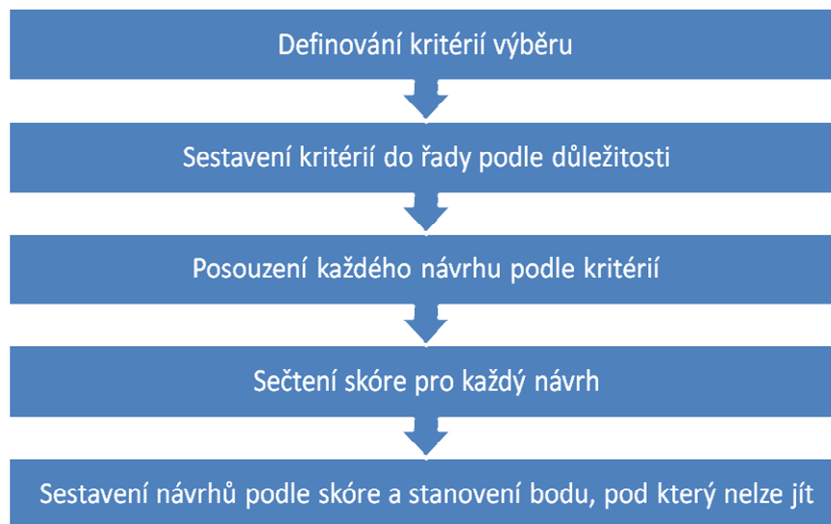 Definování kritérií výběru
Sestavení kritérií do řady podle důležitosti
Posouzení každého návrhu podle kritérií
Sečtení skóre pro každý návrh
Sestavení návrhů podle skóre a stanovení bodu, pod který nelze jít